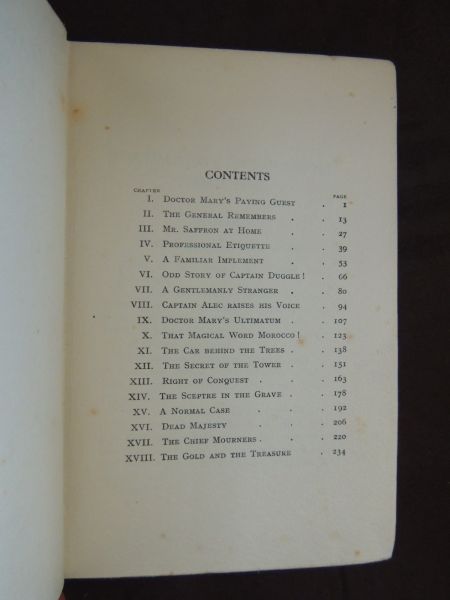 CONTENTS
CHAPTER PAGE
I. DOCTOR MARY'S PAYING GUEST . 1
II. THE GENERAL REMEMBERS . . 13
III. MR. SAFFRON AT HOME . . 27
IV. PROFESSIONAL ETIQUETTE . . 39
V. A FAMILIAR IMPLEMENT . . 53
VI. ODD STORY OF CAPTAIN DUGGLE! . 66
VII. A GENTLEMANLY STRANGER . . 80
VIII. CAPTAIN ALEC RAISES HIS VOICE . 94
IX. DOCTOR MARY'S ULTIMATUM . . 107
X. THAT MAGICAL WORD MOROCCO! . 123
XI. THE CAR BEHIND THE TREES . . 138
XII. THE SECRET OF THE TOWER . . 151
XIII. RIGHT OF CONQUEST . . . 163
XIV. THE SCEPTRE IN THE GRAVE . . 178
XV. A NORMAL CASE . . . 192
XVI. DEAD MAJESTY . . . 206
XVII. THE CHIEF MOURNERS . . . 220
XVIII. THE GOLD AND THE TREASURE . 234